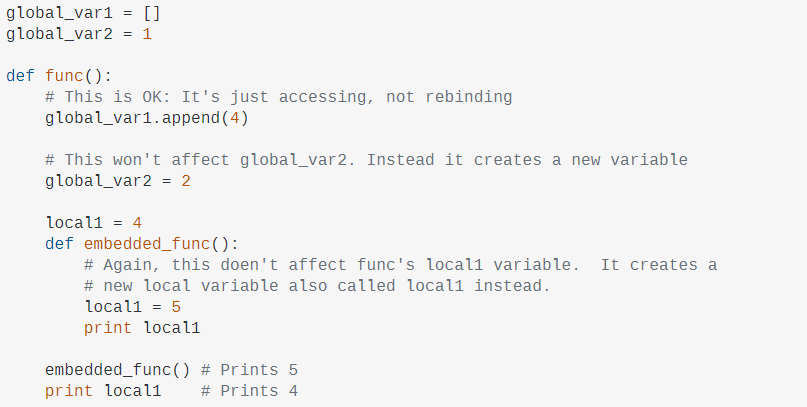 global_var1 = []
global_var2 = 1

def func():
    # This is OK: It's just accessing, not rebinding
    global_var1.append(4)

    # This won't affect global_var2. Instead it creates a new variable
    global_var2 = 2

    local1 = 4
    def embedded_func():
        # Again, this doen't affect func's local1 variable.  It creates a
        # new local variable also called local1 instead.
        local1 = 5
        print local1

    embedded_func() # Prints 5
    print local1    # Prints 4